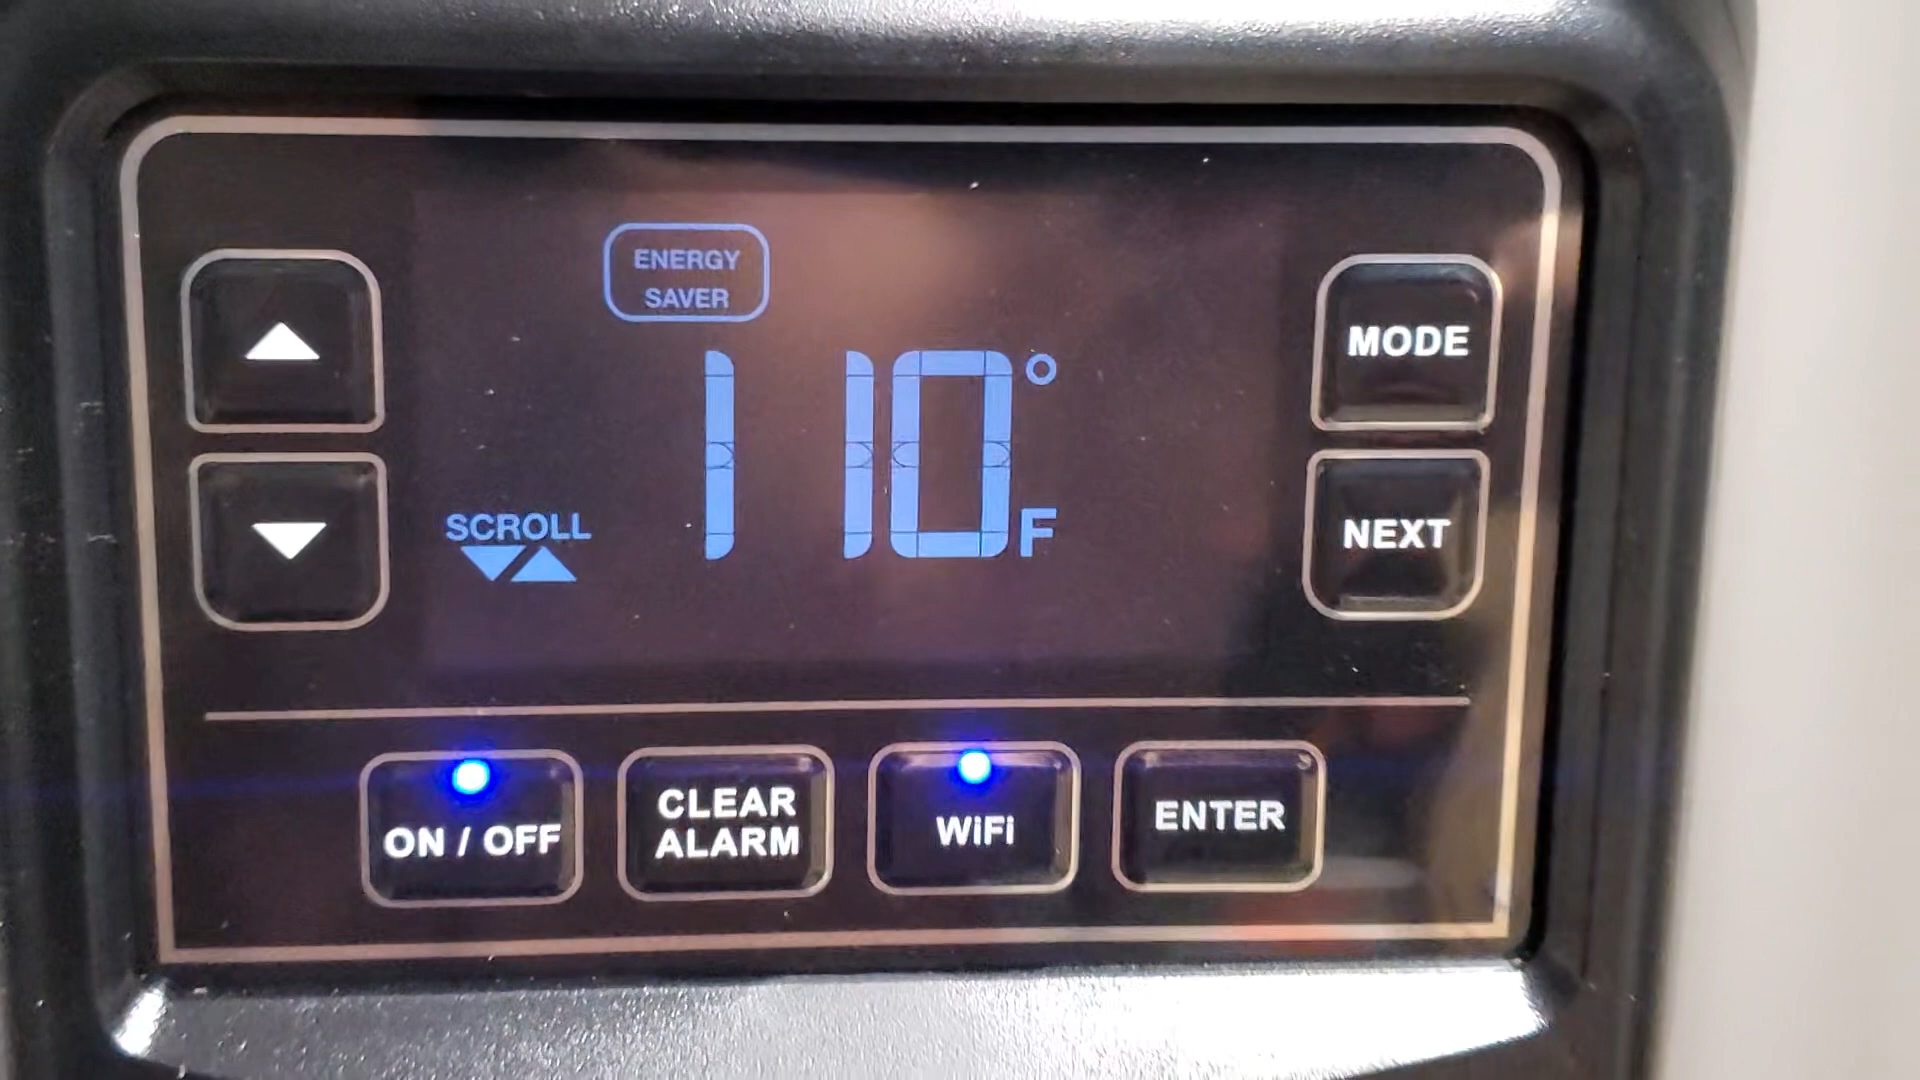 ENERGY
SAVER
110°F
SCROLL
MODE
NEXT
ON / OFF
CLEAR
ALARM
WiFi
ENTER